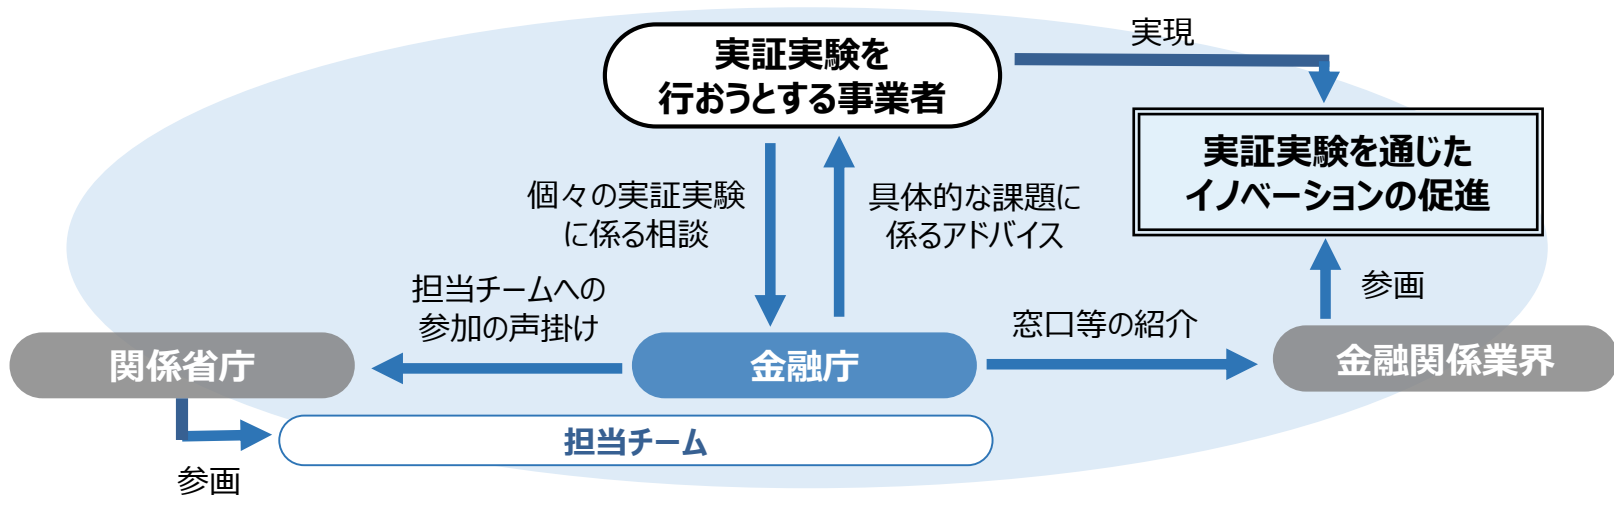 実現
実証実験を
行おうとする事業者
実証実験を通じた
イノベーションの促進
個々の実証実験
に係る相談
具体的な課題に
係るアドバイス
担当チームへの
参加の声掛け
窓口等の紹介
参画
関係省庁
金融庁
金融関係業界
担当チーム
参画